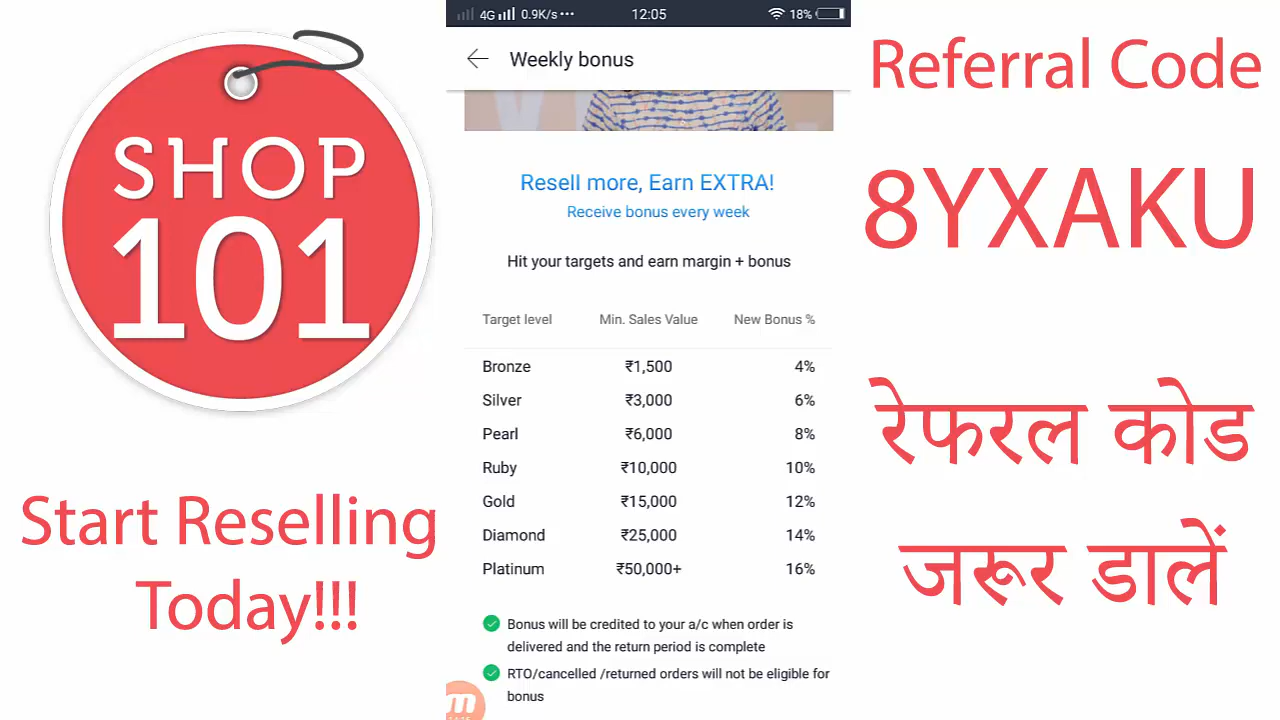 SHOP
101
Start Reselling
Today!!!
4G 0.9K/s 12:05 18%
Weekly bonus
Resell more, Earn EXTRA!
Receive bonus every week
Hit your targets and earn margin + bonus
Target level Min. Sales Value New Bonus %
Bronze ₹1,500 4%
Silver ₹3,000 6%
Pearl ₹6,000 8%
Ruby ₹10,000 10%
Gold ₹15,000 12%
Diamond ₹25,000 14%
Platinum ₹50,000+ 16%
Bonus will be credited to your a/c when order is
delivered and the return period is complete
RTO/cancelled /returned orders will not be eligible for
bonus
Referral Code
8YXAKU
रेफरल कोड
जरूर डालें